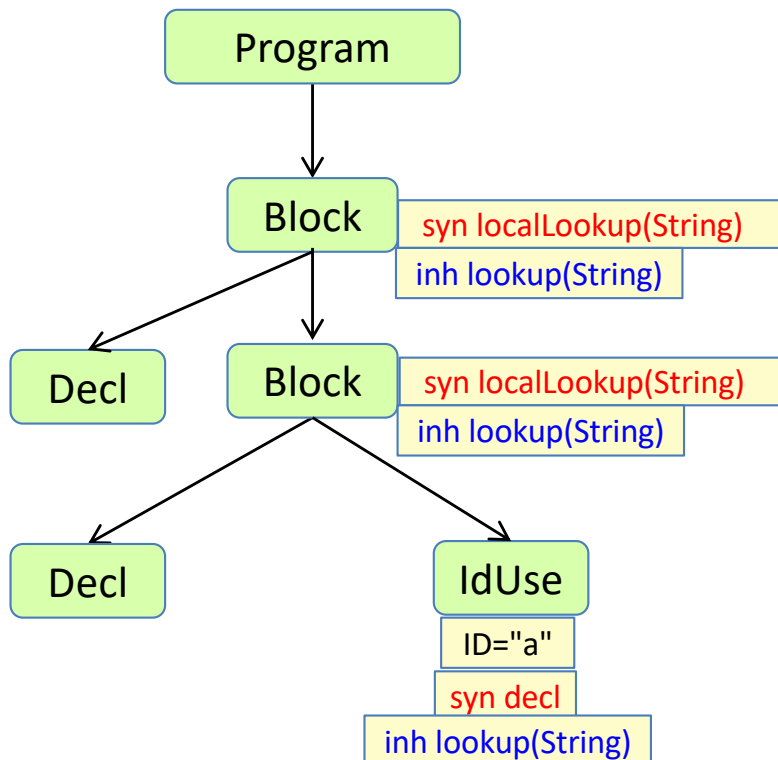 Program
Block
syn localLookup(String)
inh lookup(String)
Decl
Block
syn localLookup(String)
inh lookup(String)
Decl
IdUse
ID="a"
syn decl
inh lookup(String)